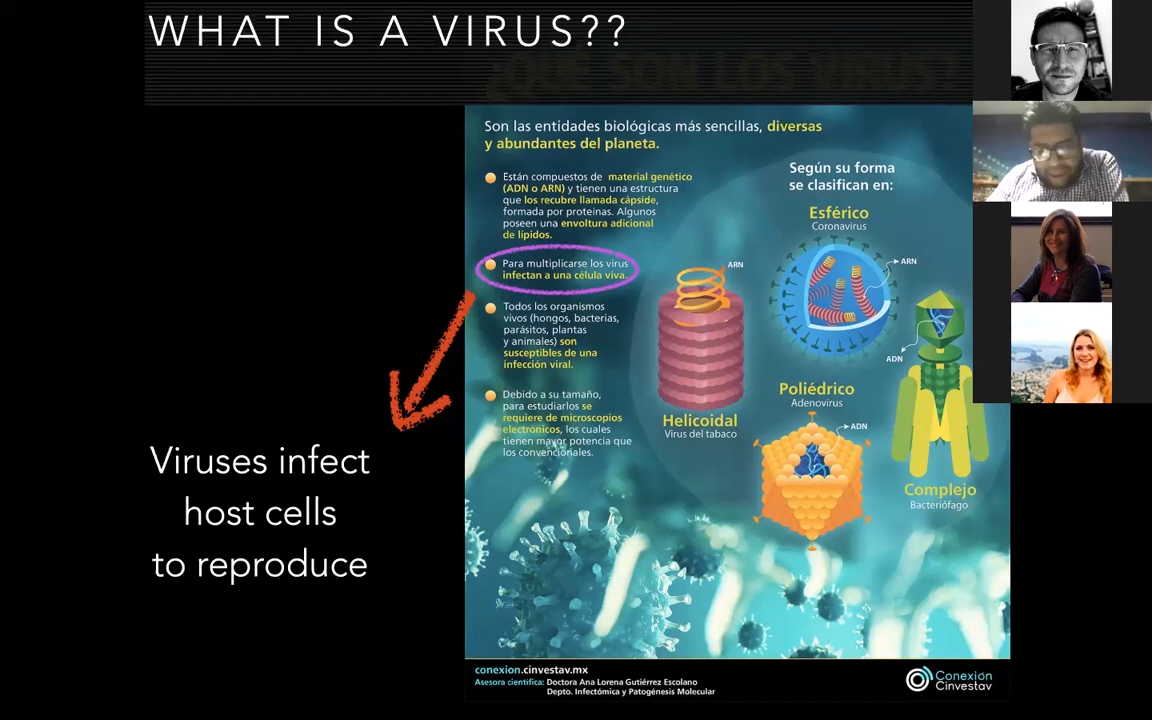 WHAT IS A VIRUS??
¿QUÉ SON LOS VIRUS?
Son las entidades biológicas más sencillas, diversas
y abundantes del planeta.
Están compuestos de material genético
(ADN o ARN) y tienen una estructura
que los recubre llamada cápside,
formada por proteínas. Algunos
poseen una envoltura adicional
de lípidos.
Para multiplicarse los virus
infectan a una célula viva.
Todos los organismos
vivos (hongos, bacterias,
parásitos, plantas
y animales) son
susceptibles de una
infección viral.
Debido a su tamaño,
para estudiarlos se
requiere de microscopios
electrónicos, los cuales
tienen mayor potencia que
los convencionales.
Según su forma
se clasifican en:
Esférico
Coronavirus
ARN
ARN
Helicoidal
Virus del tabaco
Poliédrico
Adenovirus
ADN
ADN
Complejo
Bacteriófago
Viruses infect
host cells
to reproduce
conexion.cinvestav.mx
Asesora científica: Doctora Ana Lorena Gutiérrez Escolano
Depto. Infectómica y Patogénesis Molecular
Conexión
Cinvestav